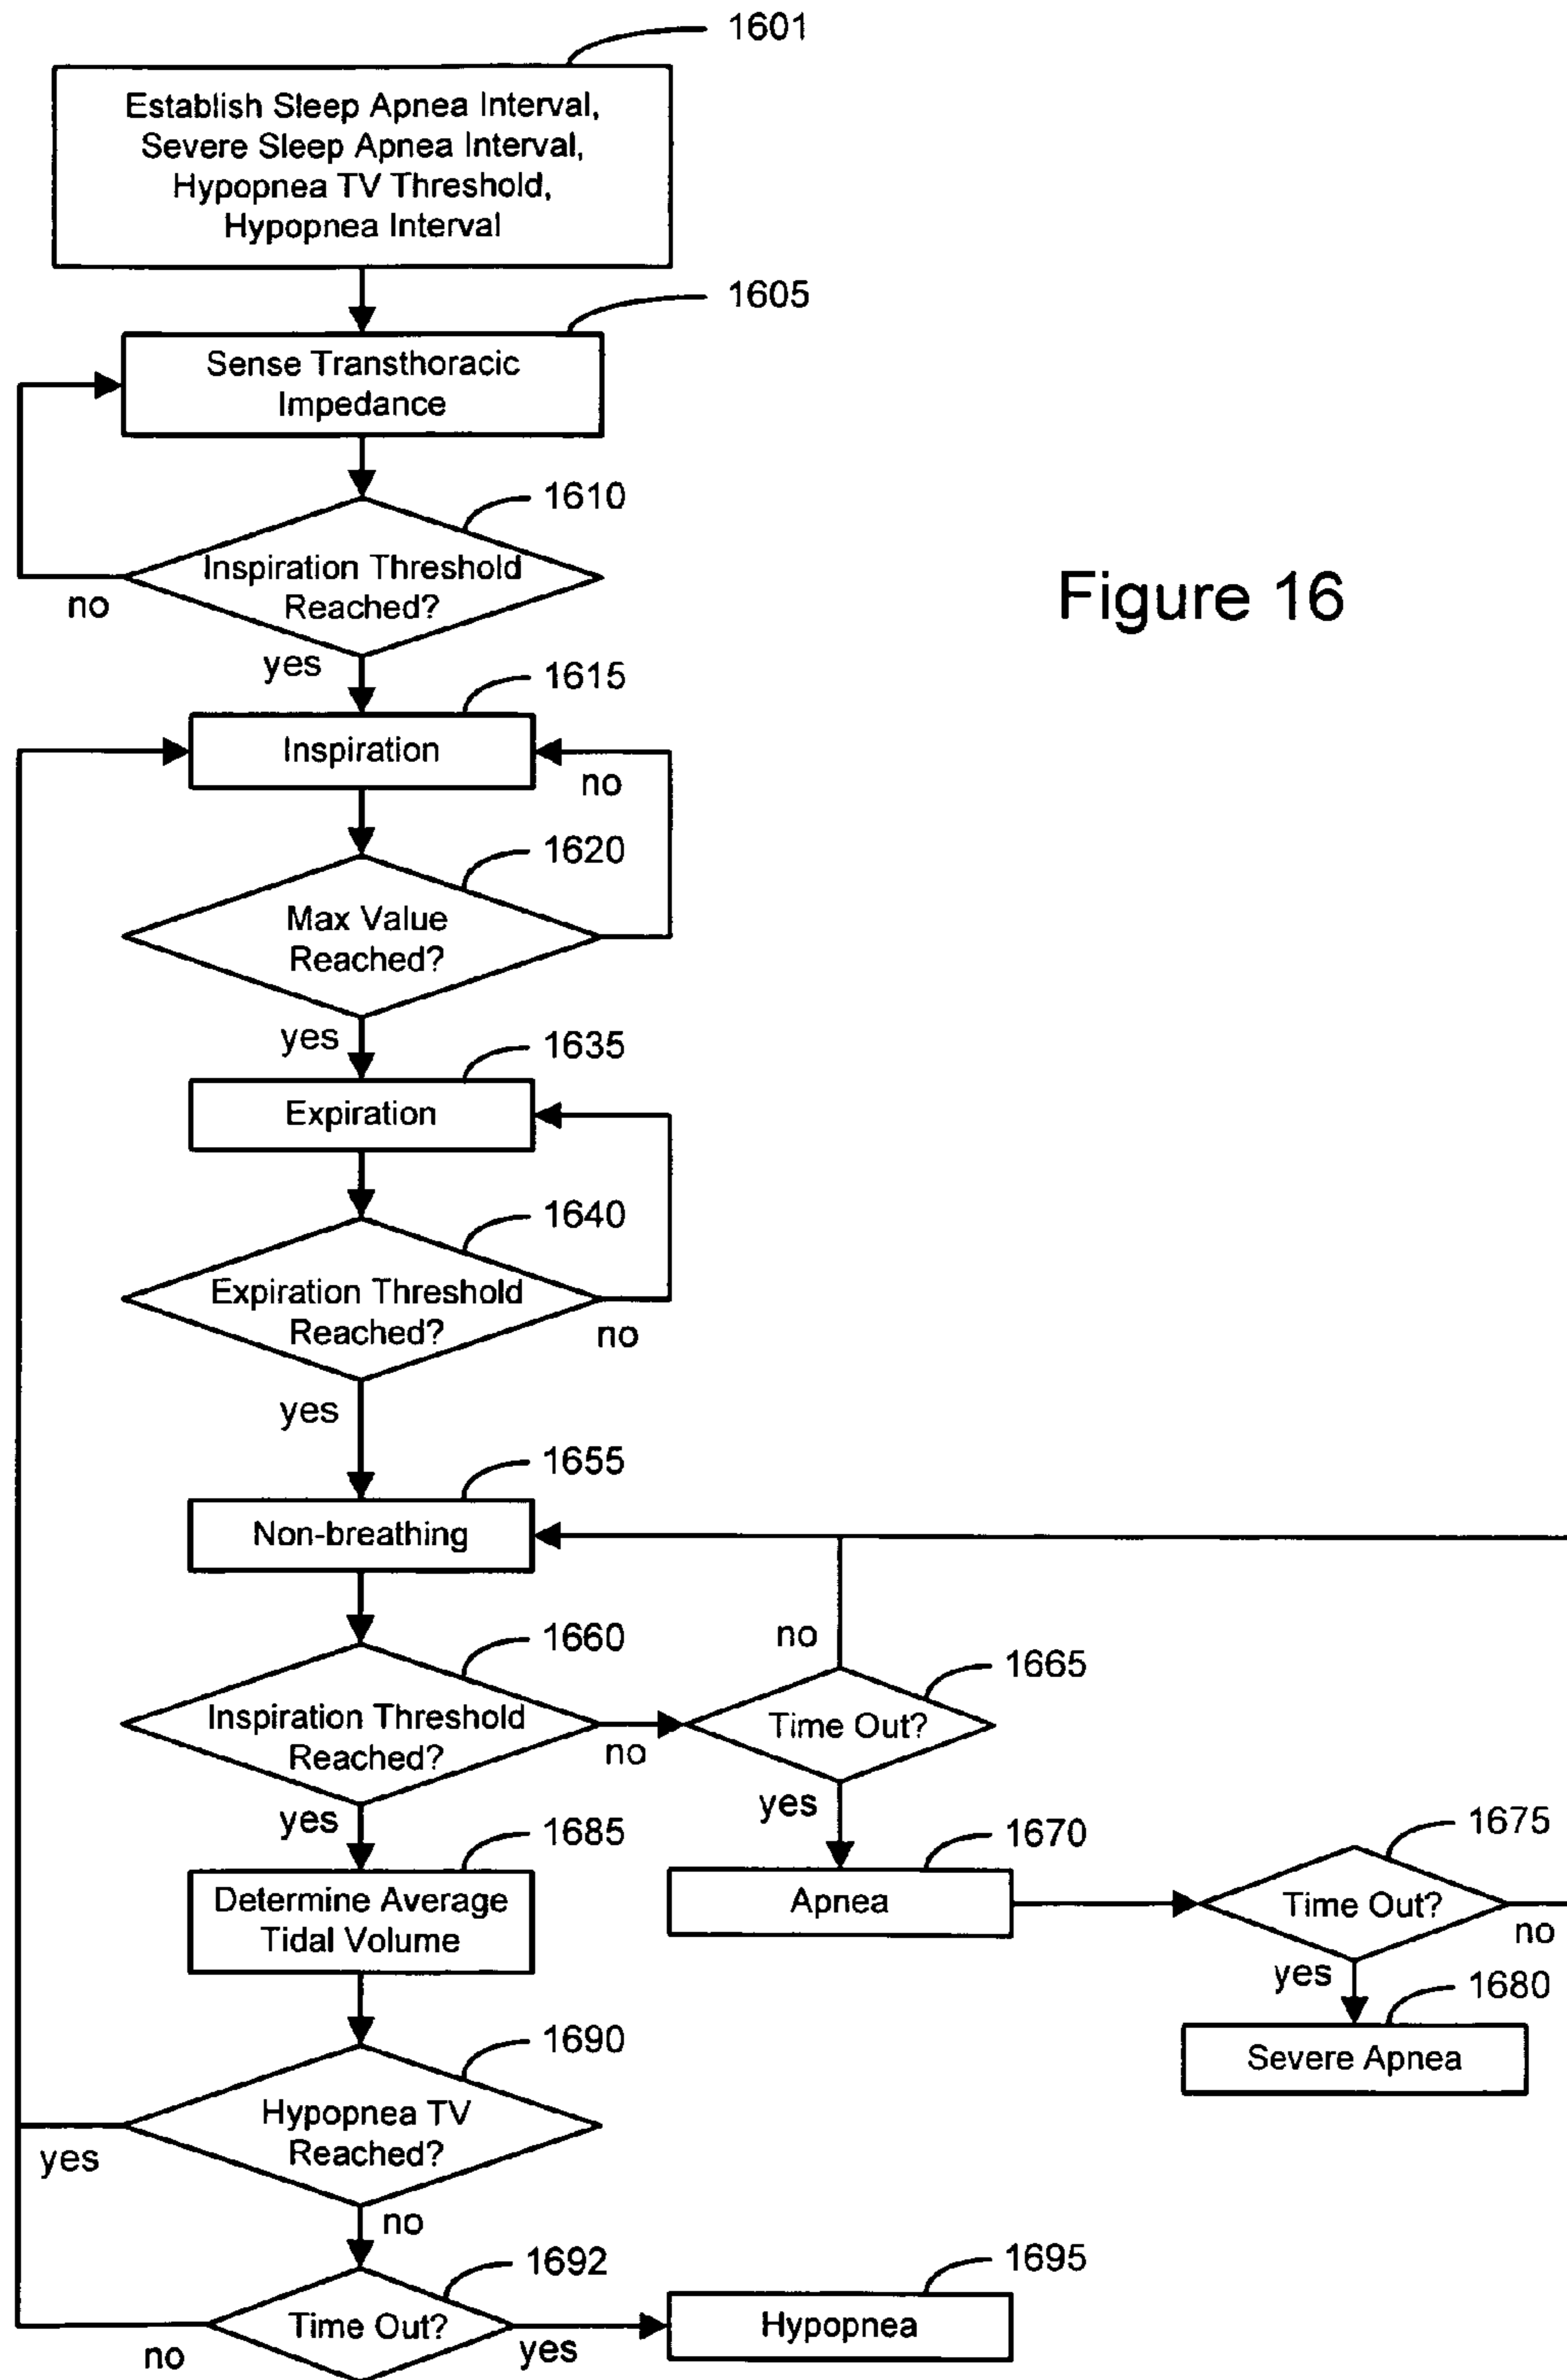 1601
Establish Sleep Apnea Interval,
Severe Sleep Apnea Interval,
Hypopnea TV Threshold,
Hypopnea Interval
1605
Sense Transthoracic
Impedance
1610
Inspiration Threshold
Reached?
no
yes
Figure 16
1615
Inspiration
no
1620
Max Value
Reached?
yes
1635
Expiration
1640
Expiration Threshold
Reached?
no
yes
1655
Non-breathing
1660
Inspiration Threshold
Reached?
no
yes
no
1665
Time Out?
yes
1685
Determine Average
Tidal Volume
1670
Apnea
1675
Time Out?
no
yes
1680
Severe Apnea
1690
Hypopnea TV
Reached?
yes
no
1692
Time Out?
no
yes
1695
Hypopnea